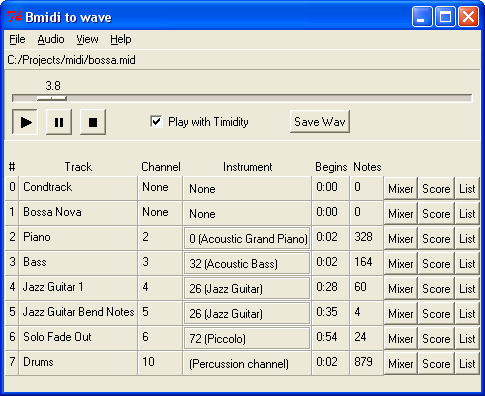 Bmidi to wave
File Audio View Help
C:/Projects/midi/bossa.mid
3.8
Play with Timidity Save Wav
# Track Channel Instrument Begins Notes
0 Condtrack None None 0:00 0 Mixer Score List
1 Bossa Nova None None 0:00 0 Mixer Score List
2 Piano 2 0 (Acoustic Grand Piano) 0:02 328 Mixer Score List
3 Bass 3 32 (Acoustic Bass) 0:02 164 Mixer Score List
4 Jazz Guitar 1 4 26 (Jazz Guitar) 0:28 60 Mixer Score List
5 Jazz Guitar Bend Notes 5 26 (Jazz Guitar) 0:35 4 Mixer Score List
6 Solo Fade Out 6 72 (Piccolo) 0:54 24 Mixer Score List
7 Drums 10 (Percussion channel) 0:02 879 Mixer Score List